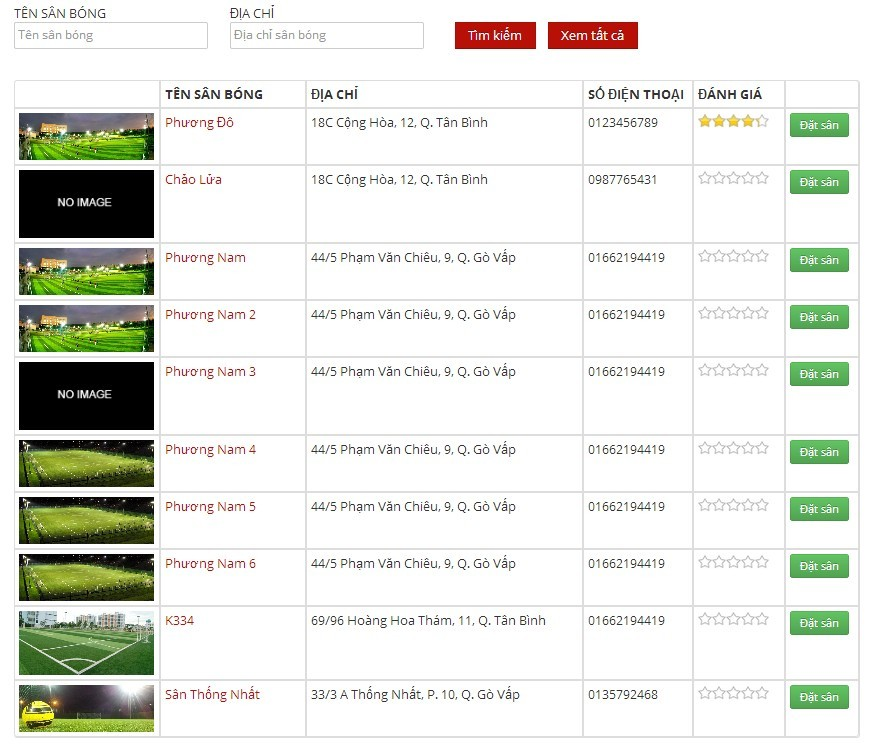 TÊN SÂN BÓNG ĐỊA CHỈ
Tên sân bóng Địa chỉ sân bóng Tìm kiếm Xem tất cả
TÊN SÂN BÓNG ĐỊA CHỈ SỐ ĐIỆN THOẠI ĐÁNH GIÁ
Phương Đô 18C Cộng Hòa, 12, Q. Tân Bình 0123456789 Đặt sân
NO IMAGE Chảo Lửa 18C Cộng Hòa, 12, Q. Tân Bình 0987765431 Đặt sân
Phương Nam 44/5 Phạm Văn Chiêu, 9, Q. Gò Vấp 01662194419 Đặt sân
Phương Nam 2 44/5 Phạm Văn Chiêu, 9, Q. Gò Vấp 01662194419 Đặt sân
NO IMAGE Phương Nam 3 44/5 Phạm Văn Chiêu, 9, Q. Gò Vấp 01662194419 Đặt sân
Phương Nam 4 44/5 Phạm Văn Chiêu, 9, Q. Gò Vấp 01662194419 Đặt sân
Phương Nam 5 44/5 Phạm Văn Chiêu, 9, Q. Gò Vấp 01662194419 Đặt sân
Phương Nam 6 44/5 Phạm Văn Chiêu, 9, Q. Gò Vấp 01662194419 Đặt sân
K334 69/96 Hoàng Hoa Thám, 11, Q. Tân Bình 01662194419 Đặt sân
Sân Thống Nhất 33/3 A Thống Nhất, P. 10, Q. Gò Vấp 0135792468 Đặt sân